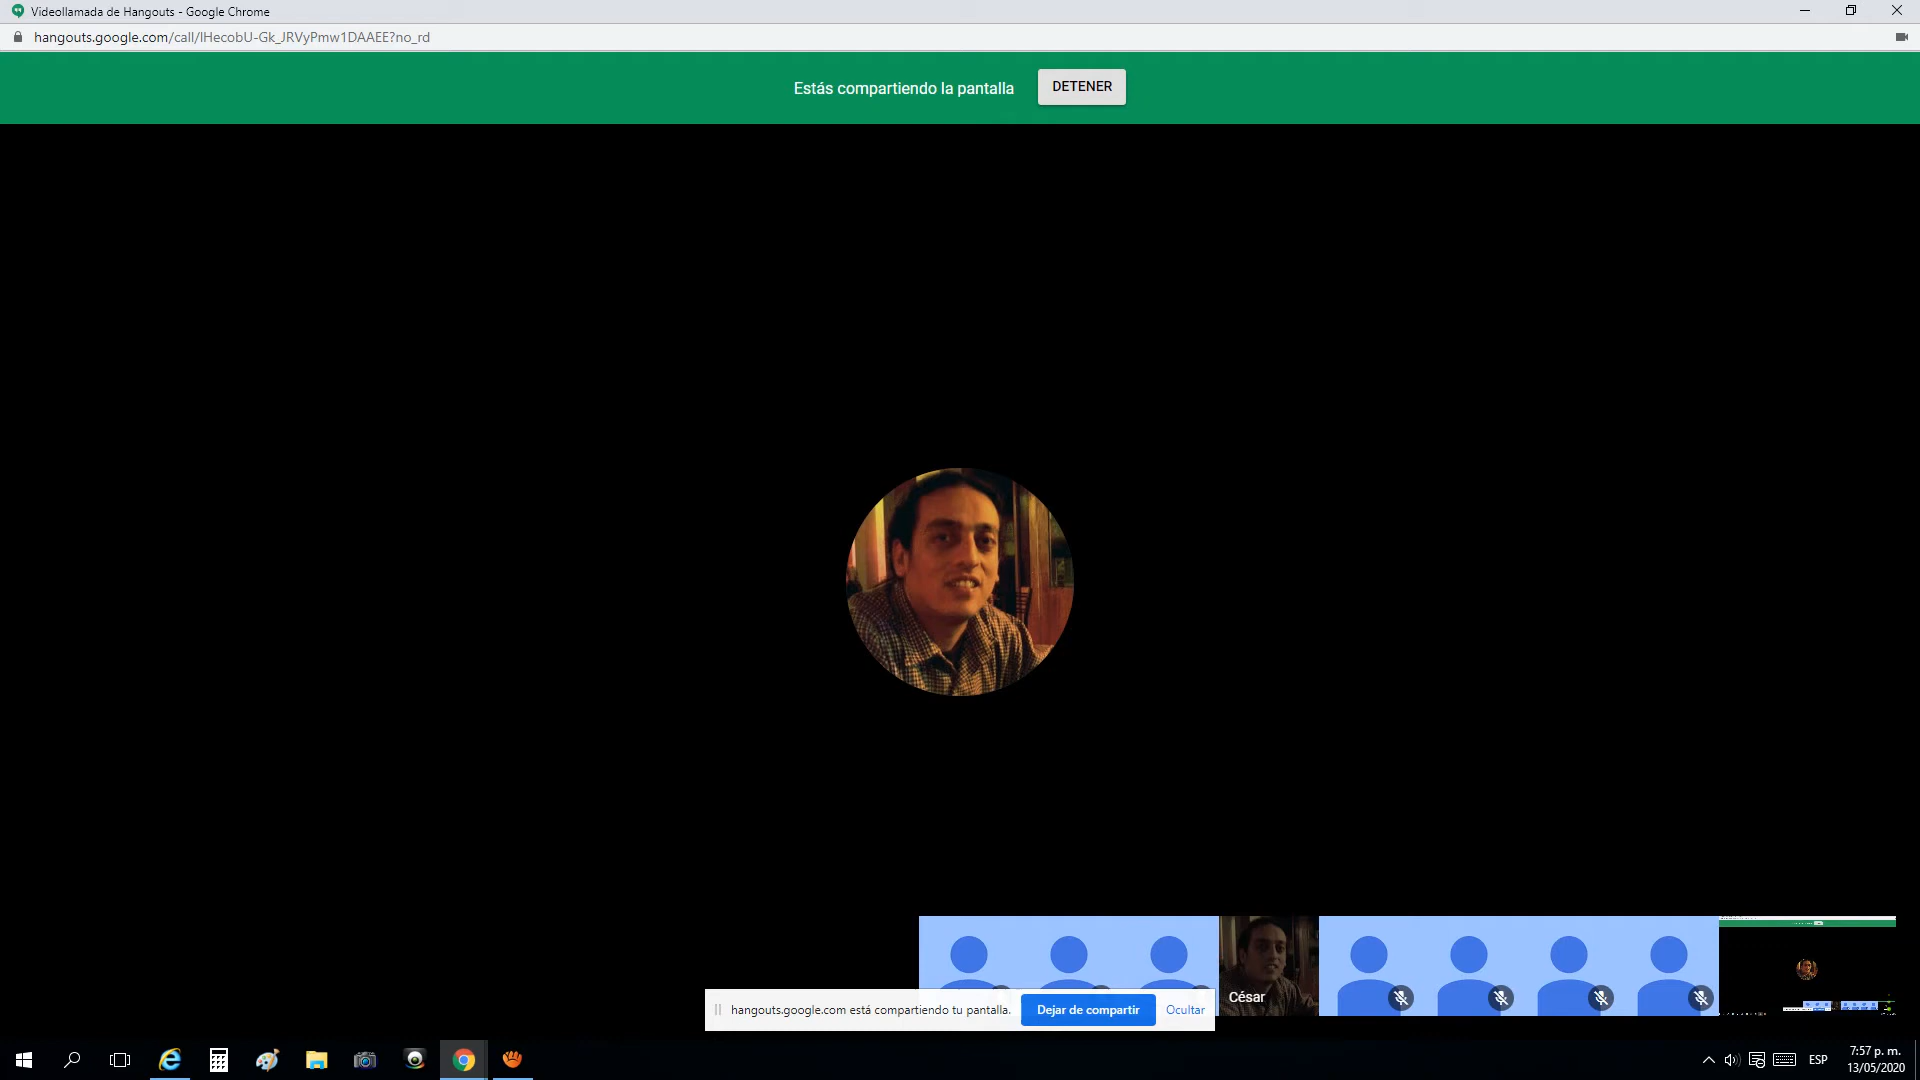 Videollamada de Hangouts - Google Chrome
hangouts.google.com/call/lHecobU-Gk_JRVyPmw1DAAEE?no_rd
Estás compartiendo la pantalla
DETENER
César
hangouts.google.com está compartiendo tu pantalla.
Dejar de compartir
Ocultar
ESP
7:57 p. m.
13/05/2020